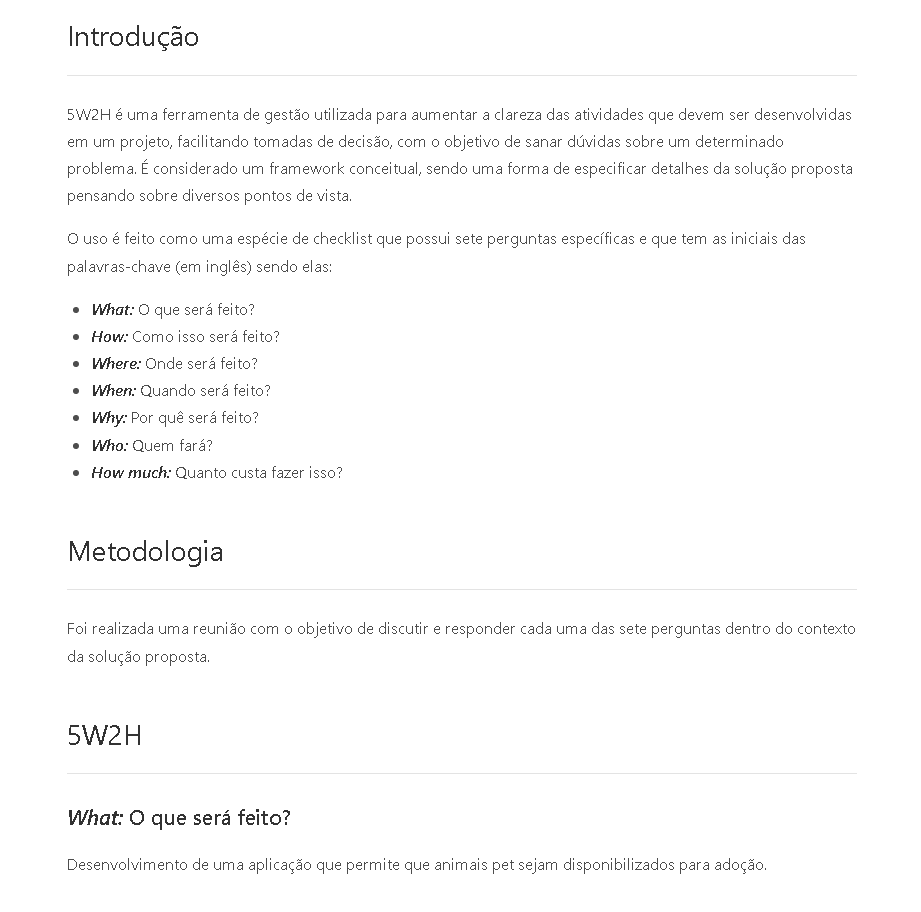 Introdução
5W2H é uma ferramenta de gestão utilizada para aumentar a clareza das atividades que devem ser desenvolvidas
em um projeto, facilitando tomadas de decisão, com o objetivo de sanar dúvidas sobre um determinado
problema. É considerado um framework conceitual, sendo uma forma de especificar detalhes da solução proposta
pensando sobre diversos pontos de vista.
O uso é feito como uma espécie de checklist que possui sete perguntas específicas e que tem as iniciais das
palavras-chave (em inglês) sendo elas:
• What: O que será feito?
• How: Como isso será feito?
• Where: Onde será feito?
• When: Quando será feito?
• Why: Por quê será feito?
• Who: Quem fará?
• How much: Quanto custa fazer isso?
Metodologia
Foi realizada uma reunião com o objetivo de discutir e responder cada uma das sete perguntas dentro do contexto
da solução proposta.
5W2H
What: O que será feito?
Desenvolvimento de uma aplicação que permite que animais pet sejam disponibilizados para adoção.